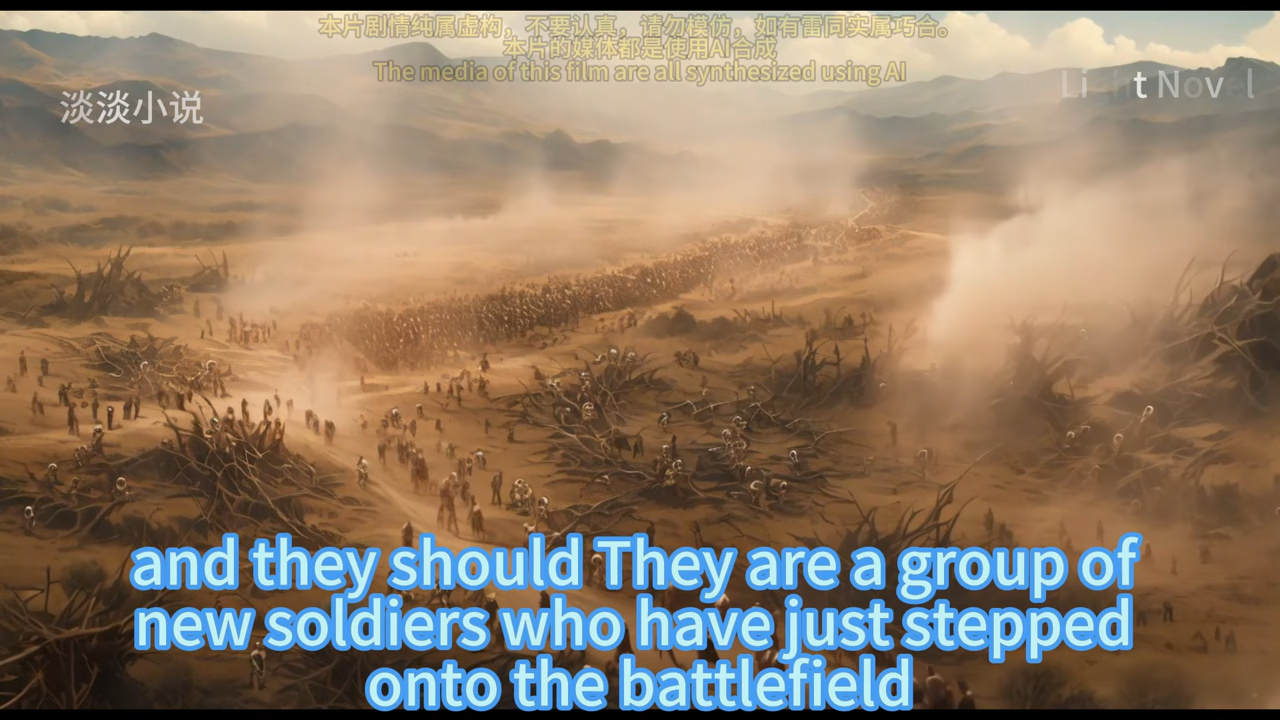 本片剧情纯属虚构，不要认真，请勿模仿，如有雷同实属巧合。
本片的媒体都是使用AI合成
The media of this film are all synthesized using AI
淡淡小说
Light Novel
and they should They are a group of
new soldiers who have just stepped
onto the battlefield